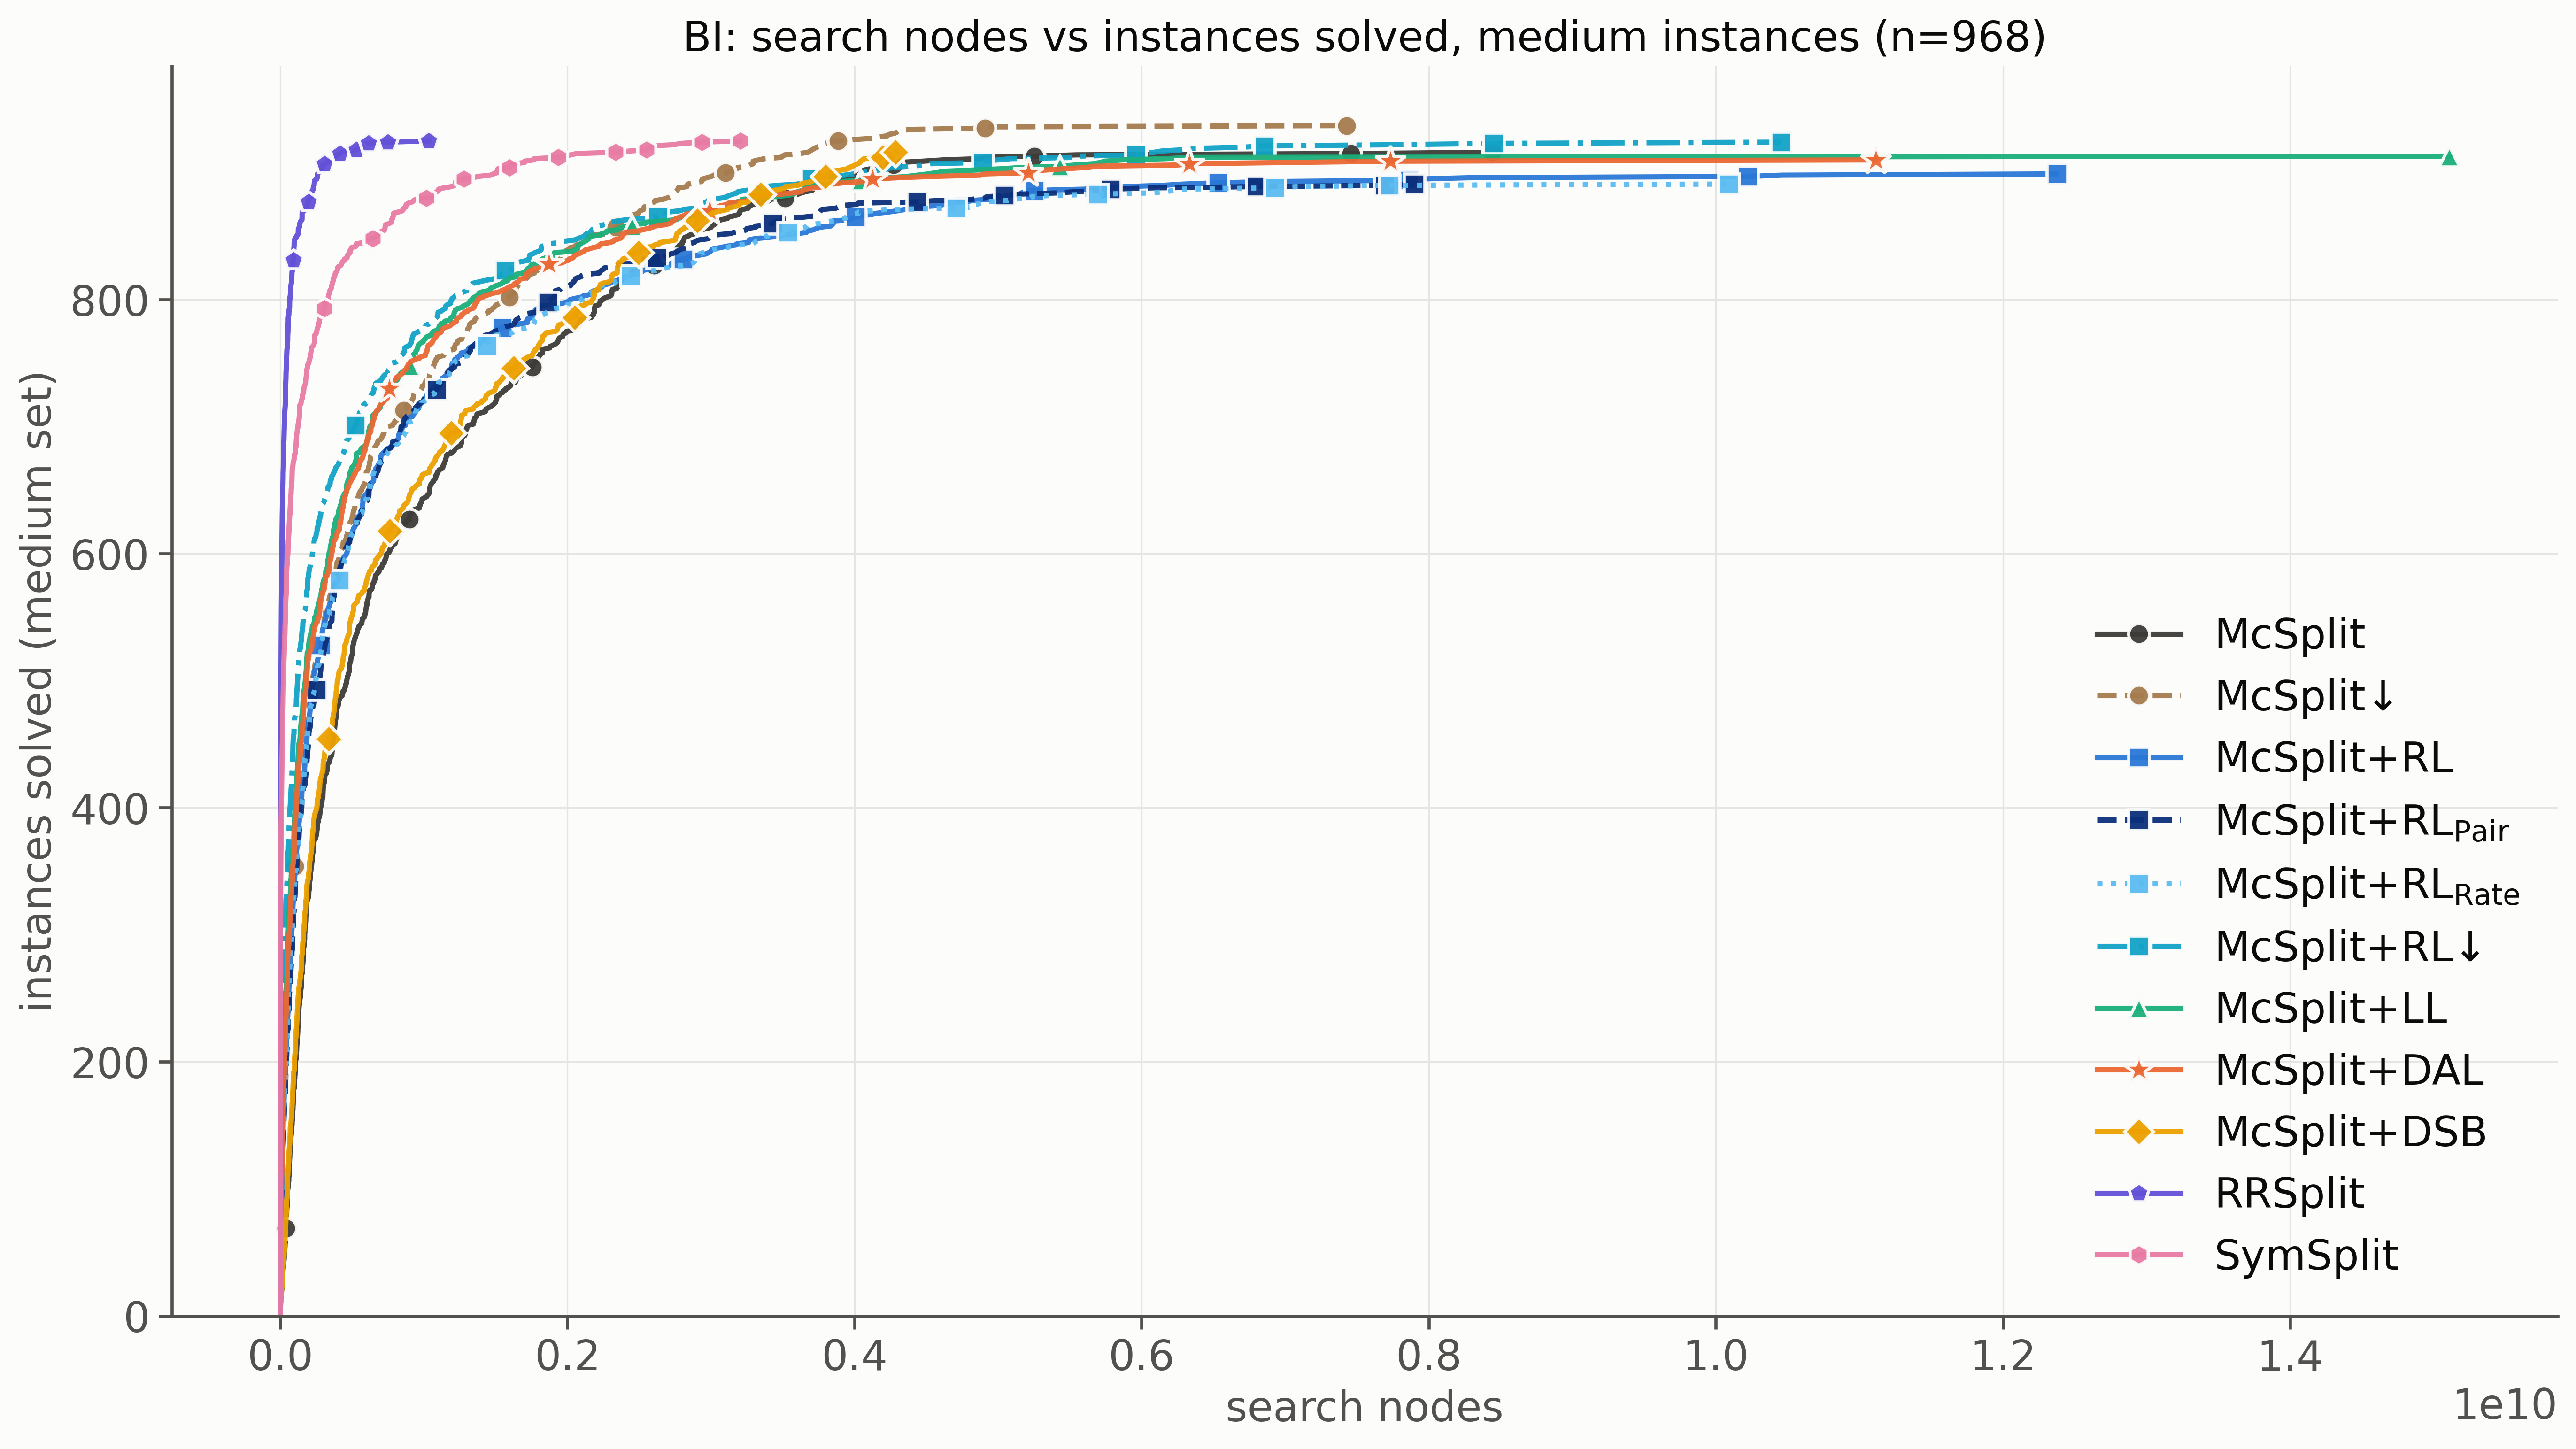 BI: search nodes vs instances solved, medium instances (n=968)
instances solved (medium set)
800
600
400
200
0
0.0 0.2 0.4 0.6 0.8 1.0 1.2 1.4
search nodes
1e10
McSplit
McSplit↓
McSplit+RL
McSplit+RLPair
McSplit+RLRate
McSplit+RL↓
McSplit+LL
McSplit+DAL
McSplit+DSB
RRSplit
SymSplit